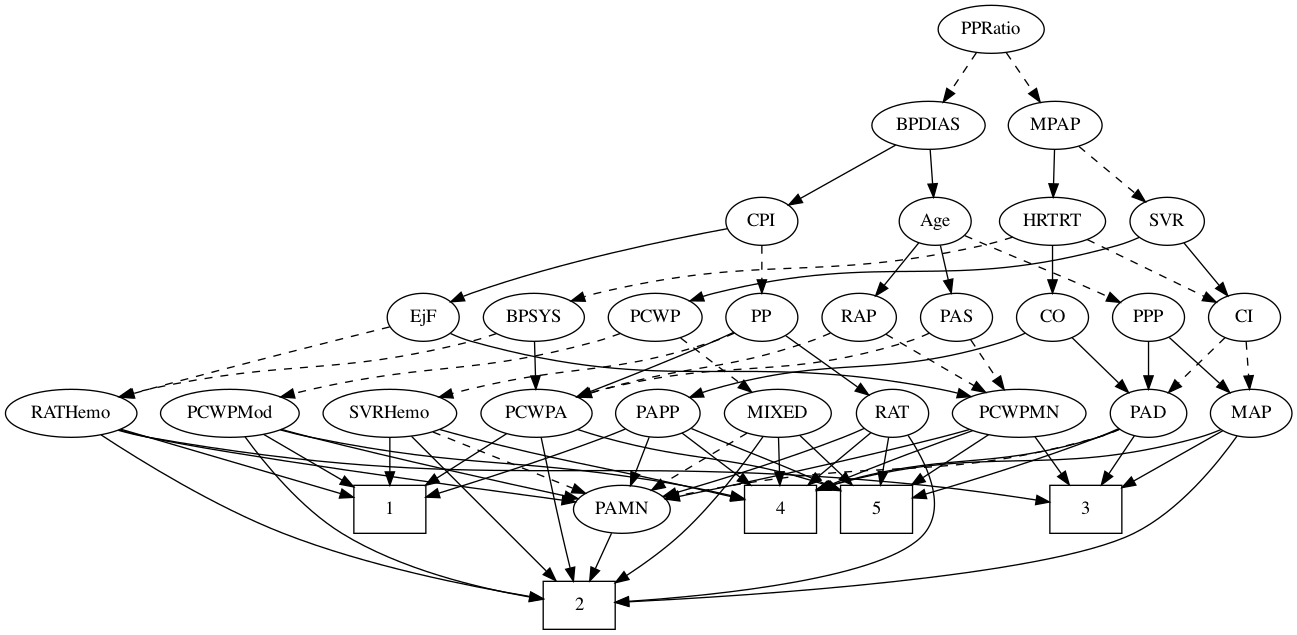 PPRatio
BPDIAS MPAP
CPI Age HRTRT SVR
EjF BPSYS PCWP PP RAP PAS CO PPP CI
RATHemo PCWPMod SVRHemo PCWPA PAPP MIXED RAT PCWPMN PAD MAP
1 PAMN 4 5 3
2